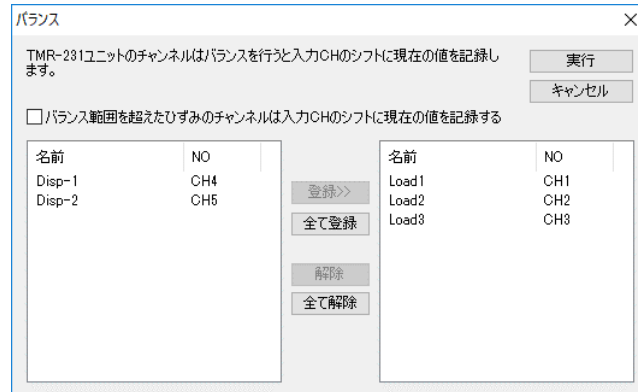 バランス
TMR-231ユニットのチャンネルはバランスを行うと入力CHのシフトに現在の値を記録し
ます。
実行
キャンセル
バランス範囲を超えたひずみのチャンネルは入力CHのシフトに現在の値を記録する
名前 NO
Disp-1 CH4
Disp-2 CH5
登録>>
全て登録
解除
全て解除
名前 NO
Load1 CH1
Load2 CH2
Load3 CH3